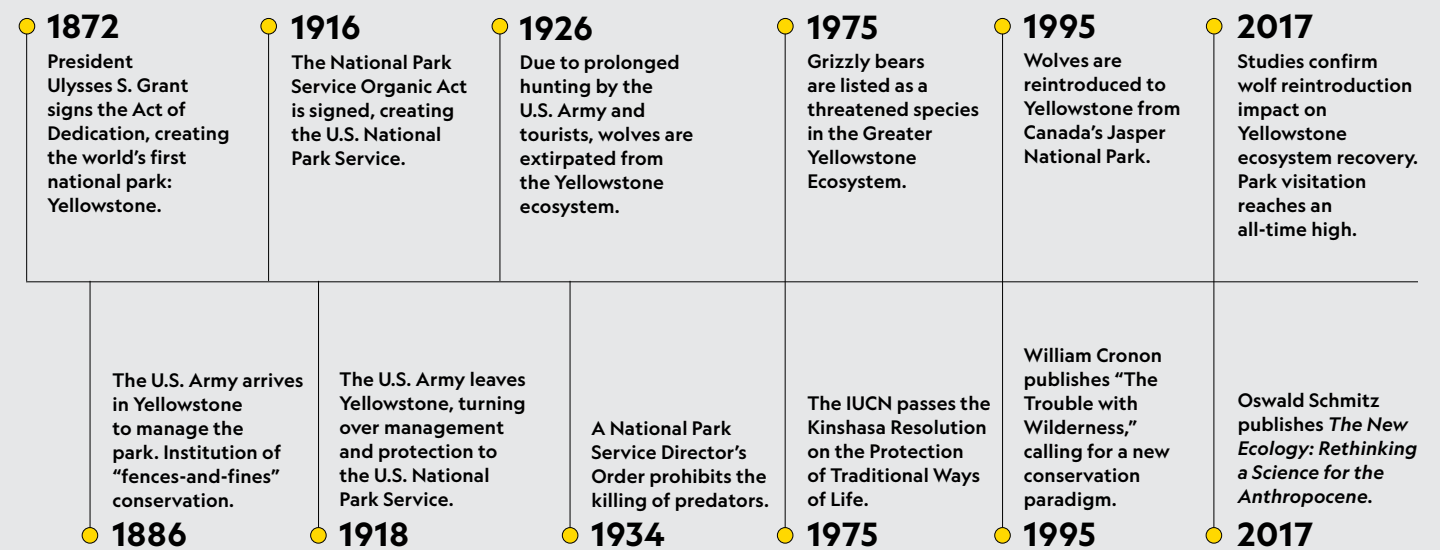 1872
President
Ulysses S. Grant
signs the Act of
Dedication, creating
the world’s first
national park:
Yellowstone.
1916
The National Park
Service Organic Act
is signed, creating
the U.S. National
Park Service.
1926
Due to prolonged
hunting by the
U.S. Army and
tourists, wolves are
extirpated from
the Yellowstone
ecosystem.
1975
Grizzly bears
are listed as a
threatened species
in the Greater
Yellowstone
Ecosystem.
1995
Wolves are
reintroduced to
Yellowstone from
Canada’s Jasper
National Park.
2017
Studies confirm
wolf reintroduction
impact on
Yellowstone
ecosystem recovery.
Park visitation
reaches an
all-time high.
The U.S. Army arrives
in Yellowstone
to manage the
park. Institution of
“fences-and-fines”
conservation.
1886
The U.S. Army leaves
Yellowstone, turning
over management
and protection to
the U.S. National
Park Service.
1918
A National Park
Service Director’s
Order prohibits the
killing of predators.
1934
The IUCN passes the
Kinshasa Resolution
on the Protection
of Traditional Ways
of Life.
1975
William Cronon
publishes “The
Trouble with
Wilderness,”
calling for a new
conservation
paradigm.
1995
Oswald Schmitz
publishes The New
Ecology: Rethinking
a Science for the
Anthropocene.
2017